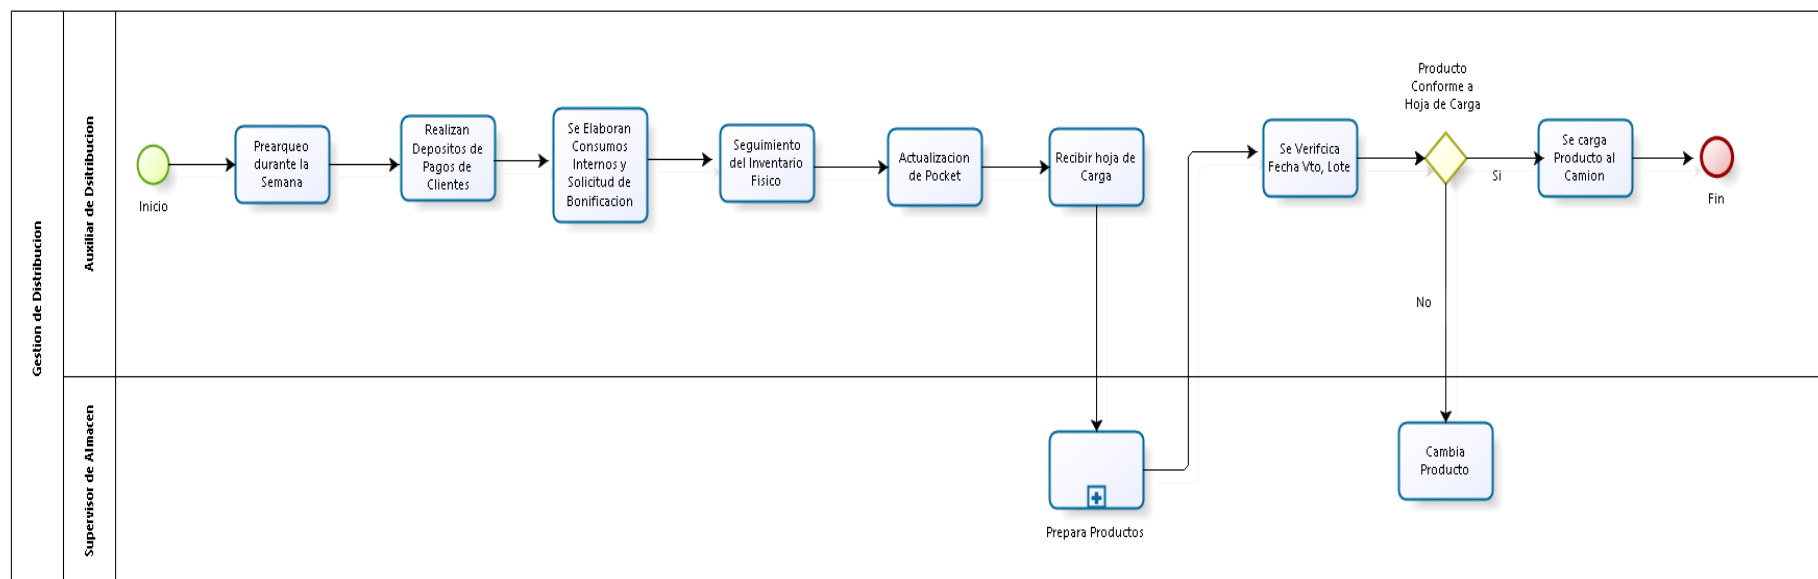 Gestion de Distribucion
Auxiliar de Dsitribucion
Inicio
Prearqueo
durante la
Semana
Realizan
Depositos de
Pagos de
Clientes
Se Elaboran
Consumos
Internos y
Solicitud de
Bonificacion
Seguimiento
del Inventario
Fisico
Actualizacion
de Pocket
Recibir hoja de
Carga
Se Verifcica
Fecha Vto, Lote
Producto
Conforme a
Hoja de Carga
Si
No
Se carga
Producto al
Camion
Fin
Supervisor de Almacen
Prepara Productos
Cambia
Producto